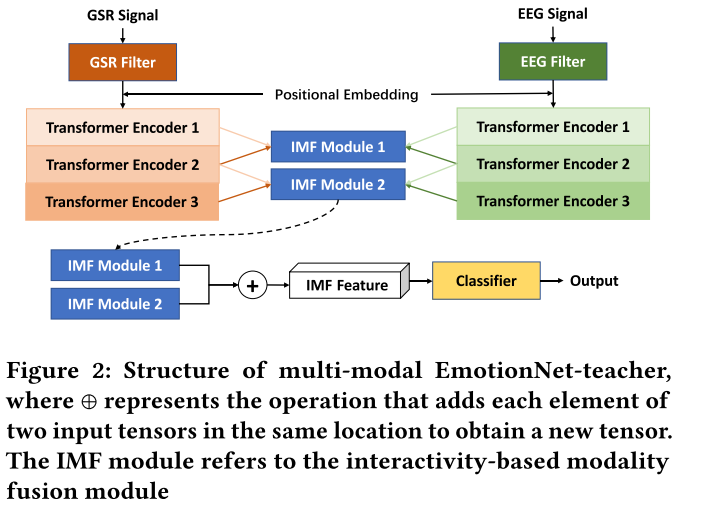 GSR Signal
EEG Signal
GSR Filter
EEG Filter
Positional Embedding
Transformer Encoder 1
Transformer Encoder 2
Transformer Encoder 3
IMF Module 1
IMF Module 2
Transformer Encoder 1
Transformer Encoder 2
Transformer Encoder 3
IMF Module 1
IMF Module 2
+
IMF Feature
Classifier
Output
Figure 2: Structure of multi-modal EmotionNet-teacher,
where ⊕ represents the operation that adds each element of
two input tensors in the same location to obtain a new tensor.
The IMF module refers to the interactivity-based modality
fusion module